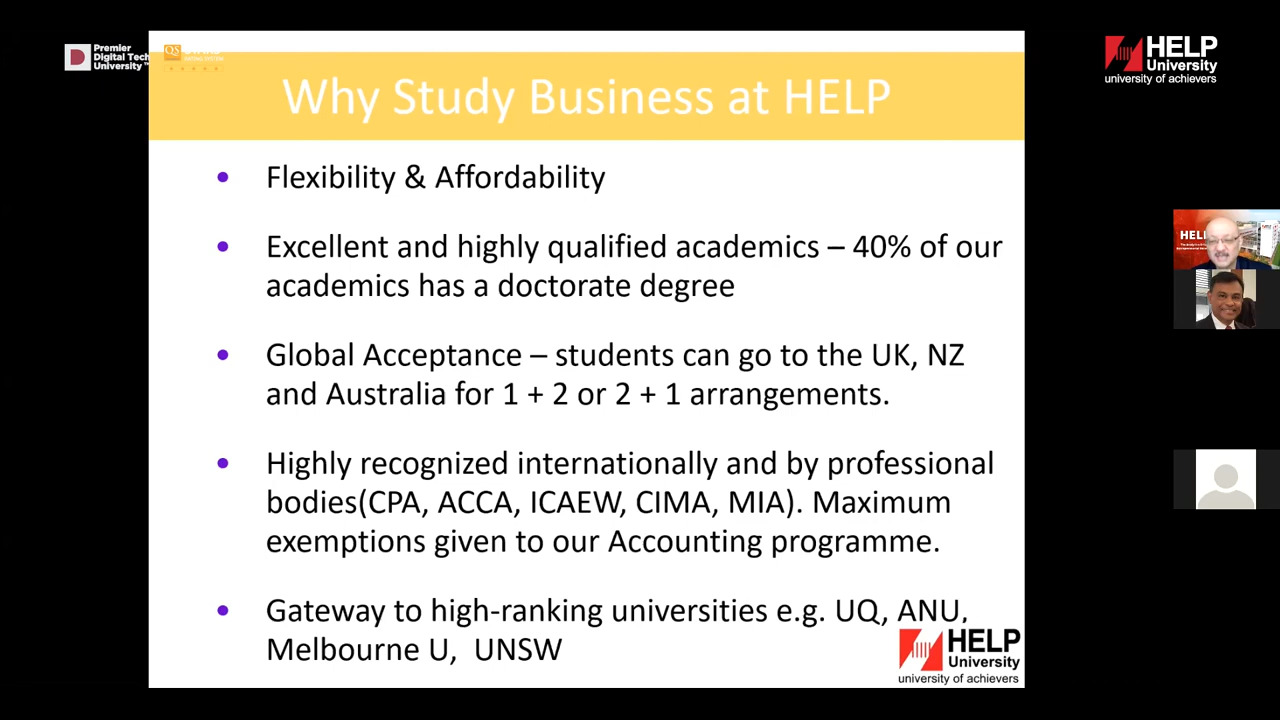 Premier
Digital Tech
University™
QS
HELP
University
university of achievers
Why Study Business at HELP
• Flexibility & Affordability
• Excellent and highly qualified academics – 40% of our
academics has a doctorate degree
• Global Acceptance – students can go to the UK, NZ
and Australia for 1 + 2 or 2 + 1 arrangements.
• Highly recognized internationally and by professional
bodies(CPA, ACCA, ICAEW, CIMA, MIA). Maximum
exemptions given to our Accounting programme.
• Gateway to high-ranking universities e.g. UQ, ANU,
Melbourne U, UNSW
HELP
University
university of achievers
HEL